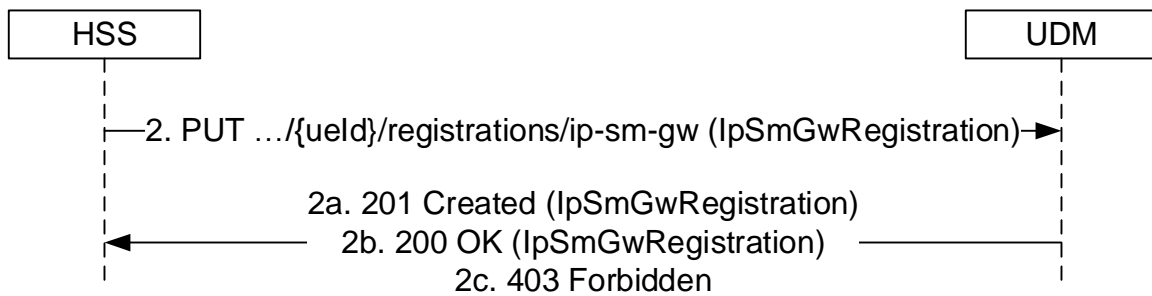 HSS
UDM
2. PUT …/{ueId}/registrations/ip-sm-gw (IpSmGwRegistration)
2a. 201 Created (IpSmGwRegistration)
2b. 200 OK (IpSmGwRegistration)
2c. 403 Forbidden